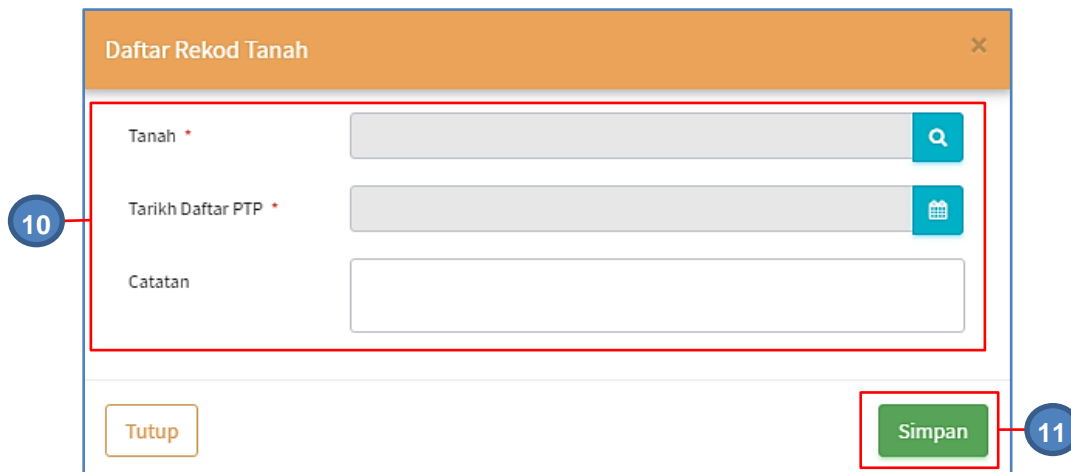 Daftar Rekod Tanah ×
Tanah *
Tarikh Daftar PTP *
10
Catatan
Tutup
Simpan
11